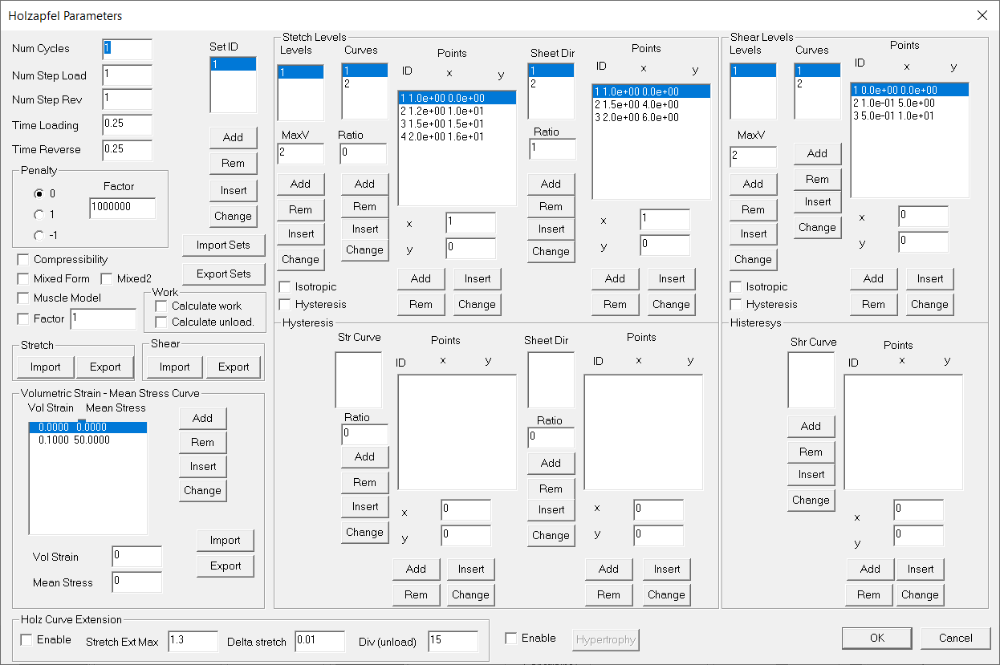 Holzapfel Parameters
Num Cycles
1
Num Step Load
1
Num Step Rev
1
Time Loading
0.25
Time Reverse
0.25
Penalty
0
1
-1
Factor
1000000
Compressibility
Mixed Form
Mixed2
Muscle Model
Factor
1
Set ID
1
Add
Rem
Insert
Change
Import Sets
Export Sets
Work
Calculate work
Calculate unload.
Stretch
Import
Export
Shear
Import
Export
Volumetric Strain - Mean Stress Curve
Vol Strain Mean Stress
0.0000 0.0000
0.1000 50.0000
Add
Rem
Insert
Change
Import
Export
Vol Strain
0
Mean Stress
0
Stetch Levels
Levels
1
MaxV
2
Add
Rem
Insert
Change
Isotropic
Hysteresis
Curves
1
2
Ratio
0
Add
Rem
Insert
Change
Points
ID x y
1 1.0e+00 0.0e+00
2 1.2e+00 1.0e+01
3 1.5e+00 1.5e+01
4 2.0e+00 1.6e+01
x
1
y
0
Add
Insert
Rem
Change
Sheet Dir
1
2
Ratio
1
Add
Rem
Insert
Change
Points
ID x y
1 1.0e+00 0.0e+00
2 1.5e+00 4.0e+00
3 2.0e+00 6.0e+00
x
1
y
0
Add
Insert
Rem
Change
Shear Levels
Levels
1
MaxV
2
Add
Rem
Insert
Change
Isotropic
Hysteresis
Curves
1
2
Add
Rem
Insert
Change
Points
ID x y
1 0.0e+00 0.0e+00
2 1.0e-01 5.0e+00
3 5.0e-01 1.0e+01
x
0
y
0
Add
Insert
Rem
Change
Hysteresis
Str Curve
Ratio
0
Add
Rem
Insert
Change
Points
ID x y
x
0
y
0
Add
Insert
Rem
Change
Sheet Dir
Ratio
0
Add
Rem
Insert
Change
Points
ID x y
x
0
y
0
Add
Insert
Rem
Change
Histeresys
Shr Curve
Add
Rem
Insert
Change
Points
ID x y
x
0
y
0
Add
Insert
Rem
Change
Holz Curve Extension
Enable
Stretch Ext Max
1.3
Delta stretch
0.01
Div (unload)
15
Enable
Hypertrophy
OK
Cancel